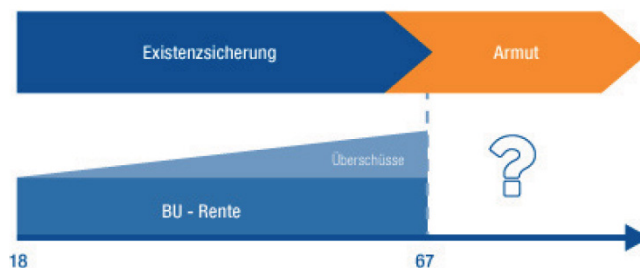 Existenzsicherung
Armut
Überschüsse
?
BU - Rente
18
67